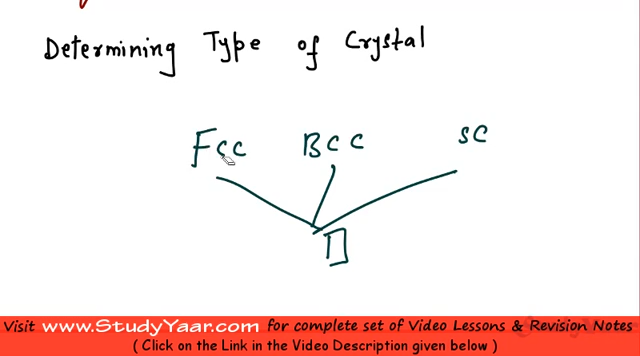 Determining Type of Crystal
Fcc BCC SC
Visit www.StudyYaar.com for complete set of Video Lessons & Revision Notes
( Click on the Link in the Video Description given below )